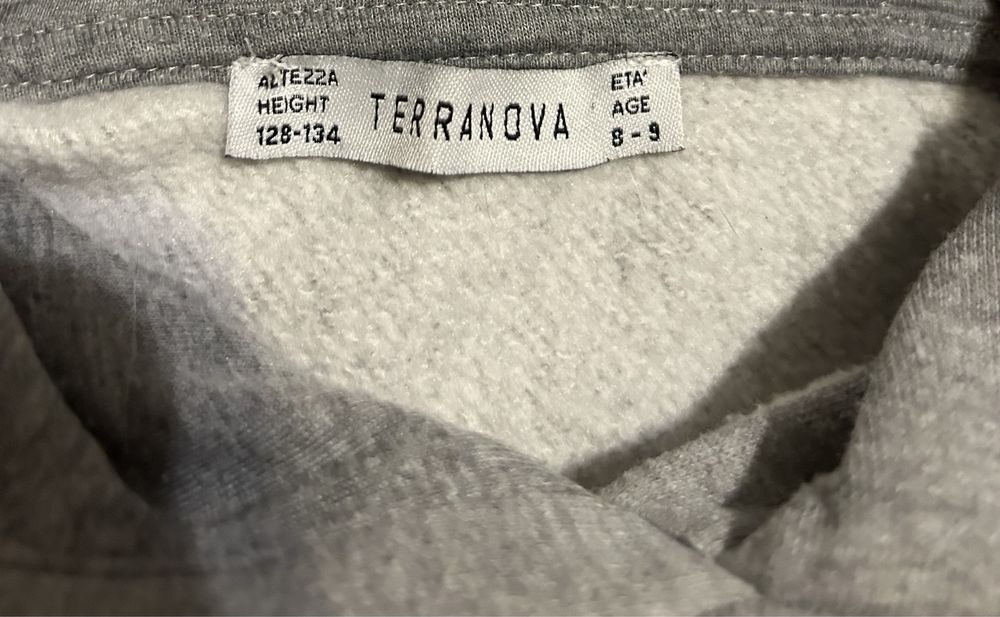 ALTEZZA
HEIGHT
128-134
TERRANOVA
ETA'
AGE
8-9